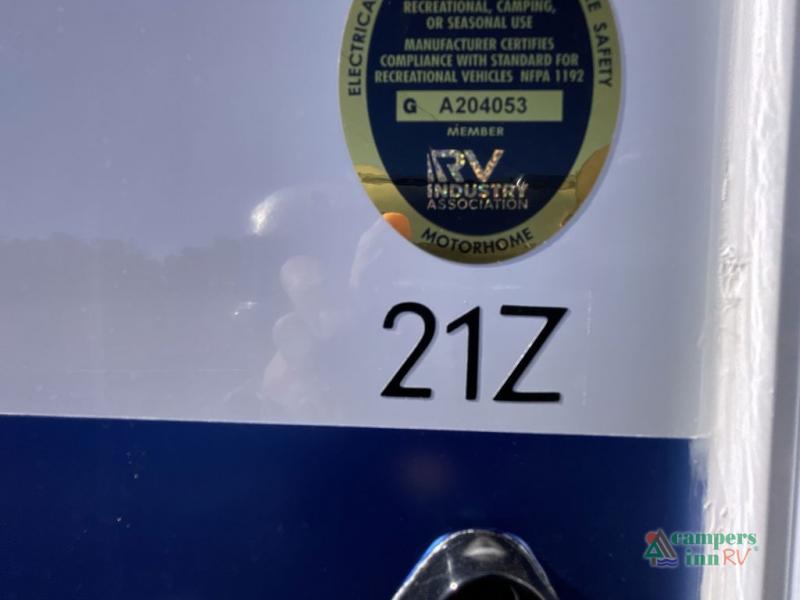 RECREATIONAL, CAMPING,
OR SEASONAL USE
MANUFACTURER CERTIFIES
COMPLIANCE WITH STANDARD FOR
RECREATIONAL VEHICLES NFPA 1192
G A204053
MEMBER
RV
INDUSTRY
ASSOCIATION
ELECTRICA
SAFETY
MOTORHOME
21Z
campers
inn RV